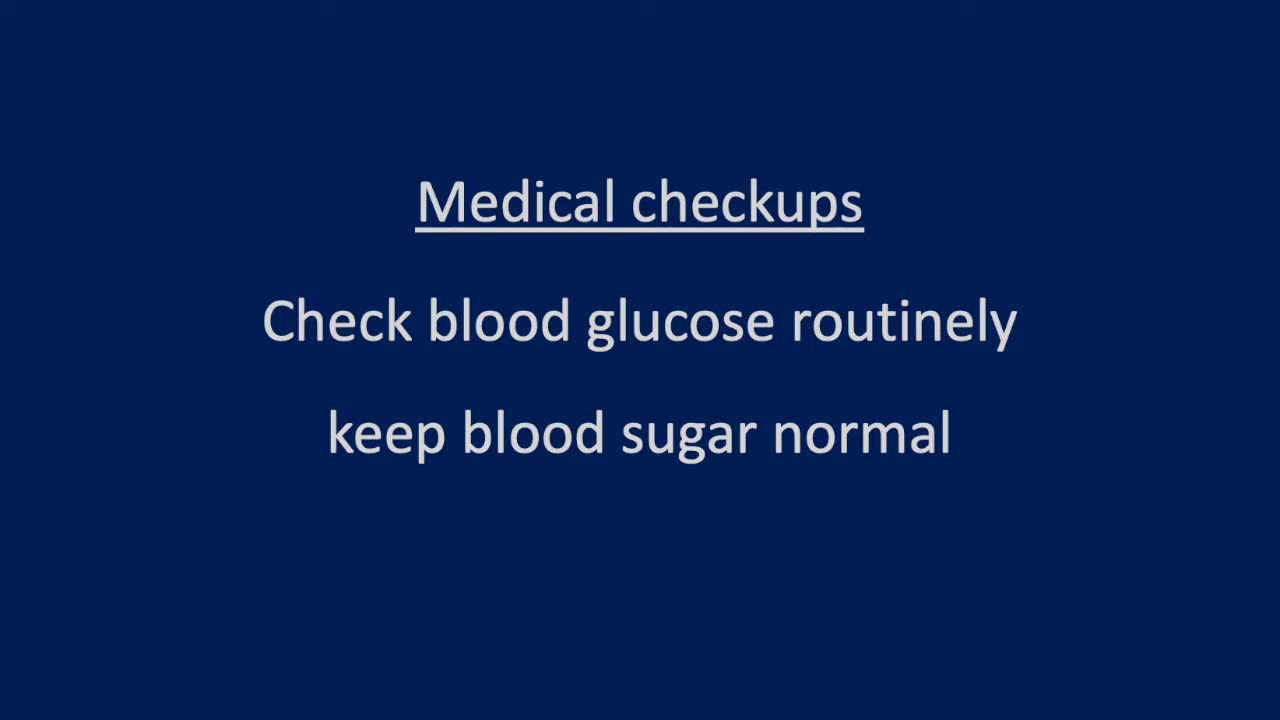 Medical checkups
Check blood glucose routinely
keep blood sugar normal